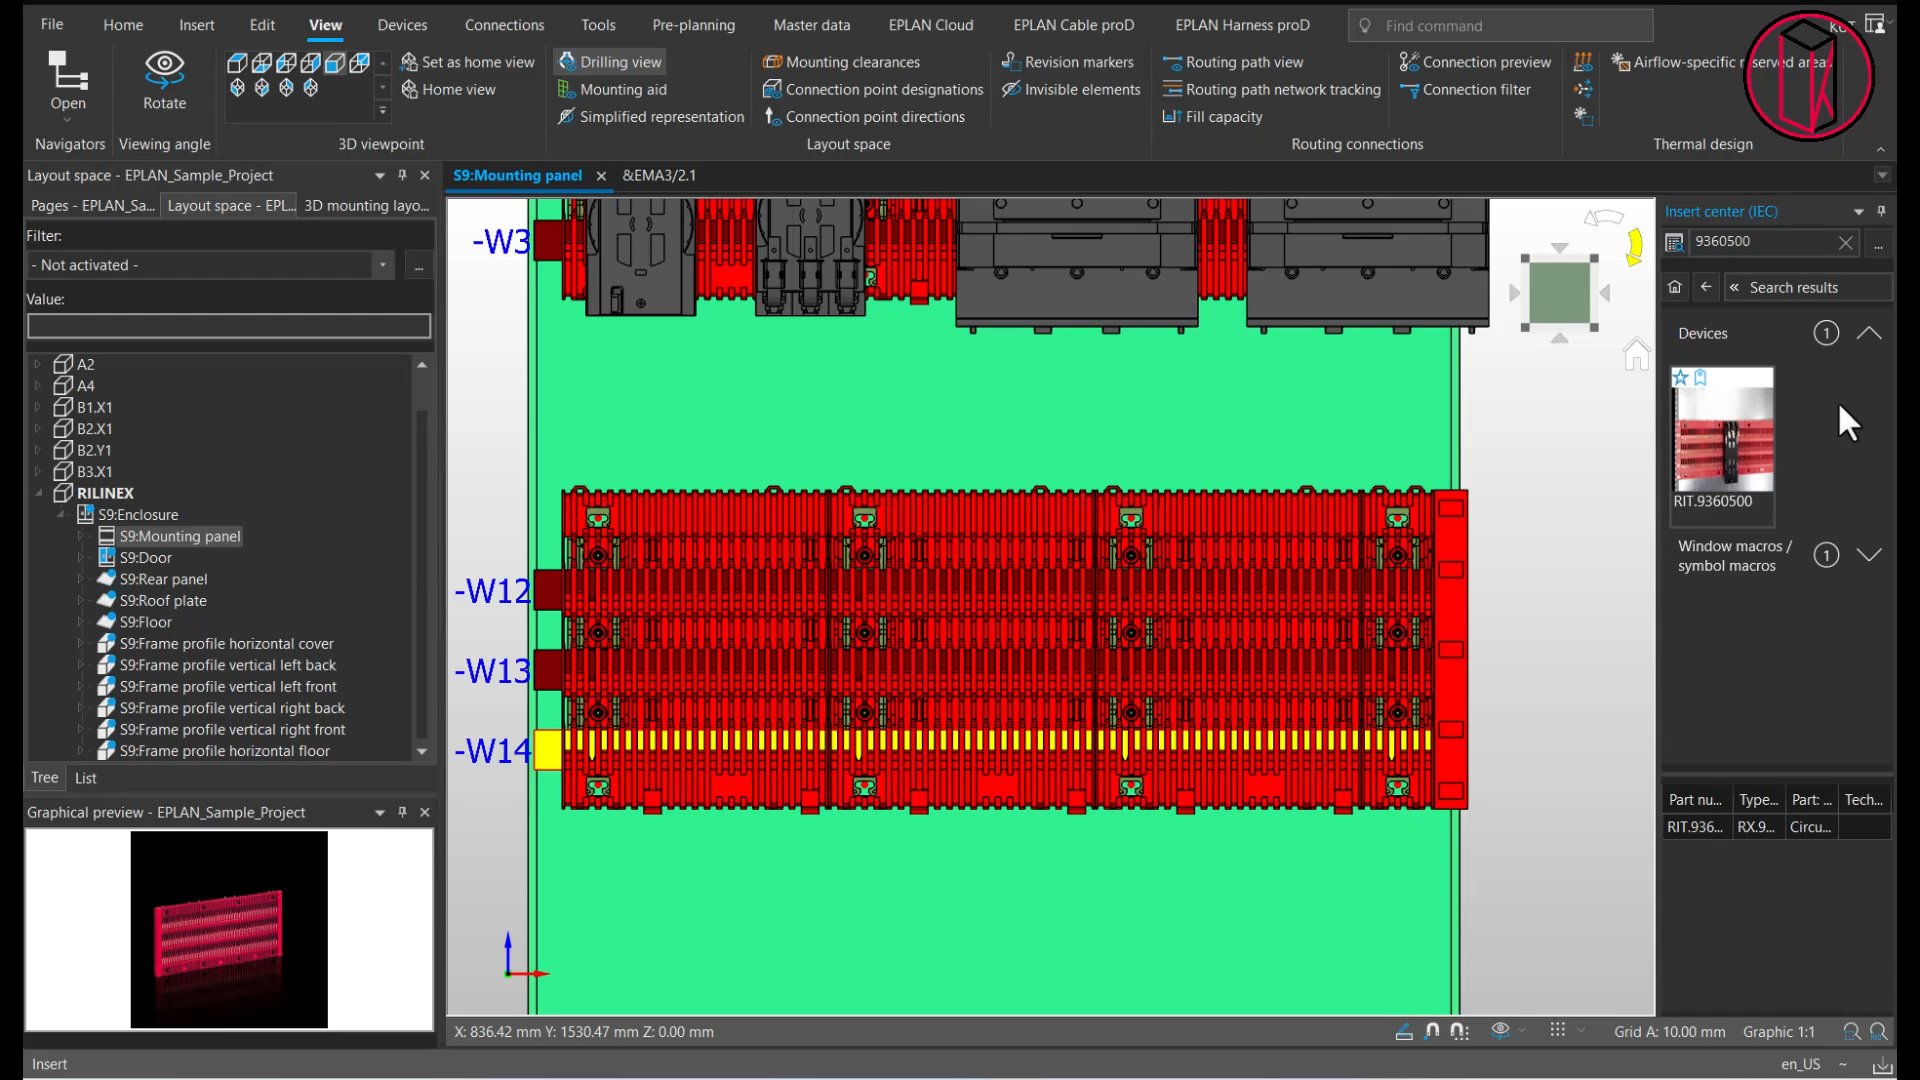 File
Home
Insert
Edit
View
Devices
Connections
Tools
Pre-planning
Master data
EPLAN Cloud
EPLAN Cable proD
EPLAN Harness proD
Find command
Open
Rotate
Set as home view
Home view
Drilling view
Mounting aid
Simplified representation
Mounting clearances
Connection point designations
Connection point directions
Revision markers
Invisible elements
Routing path view
Routing path network tracking
Fill capacity
Connection preview
Connection filter
Airflow-specific reserved areas
Navigators
Viewing angle
3D viewpoint
Layout space
Routing connections
Thermal design
Layout space - EPLAN_Sample_Project
Pages - EPLAN_Sa...
Layout space - EPL...
3D mounting layo...
Filter:
- Not activated -
...
Value:
A2
A4
B1.X1
B2.X1
B2.Y1
B3.X1
RILINEX
S9:Enclosure
S9:Mounting panel
S9:Door
S9:Rear panel
S9:Roof plate
S9:Floor
S9:Frame profile horizontal cover
S9:Frame profile vertical left back
S9:Frame profile vertical left front
S9:Frame profile vertical right back
S9:Frame profile vertical right front
S9:Frame profile horizontal floor
Tree
List
Graphical preview - EPLAN_Sample_Project
S9:Mounting panel
&EMA3/2.1
-W3
-W12
-W13
-W14
X: 836.42 mm Y: 1530.47 mm Z: 0.00 mm
Grid A: 10.00 mm
Graphic 1:1
Insert center (IEC)
9360500
...
« Search results
Devices
1
RIT.9360500
Window macros /
symbol macros
1
Part nu...
Type...
Part: ...
Tech...
RIT.936...
RX.9...
Circu...
Insert
en_US
~